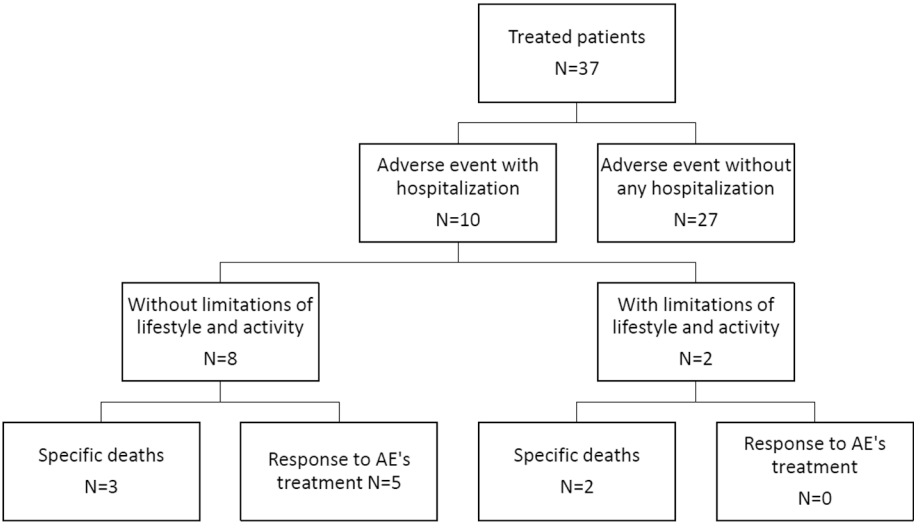 Treated patients
N=37
Adverse event with
hospitalization
N=10
Adverse event without
any hospitalization
N=27
Without limitations of
lifestyle and activity
N=8
With limitations of
lifestyle and activity
N=2
Specific deaths
N=3
Response to AE's
treatment N=5
Specific deaths
N=2
Response to AE's
treatment
N=0